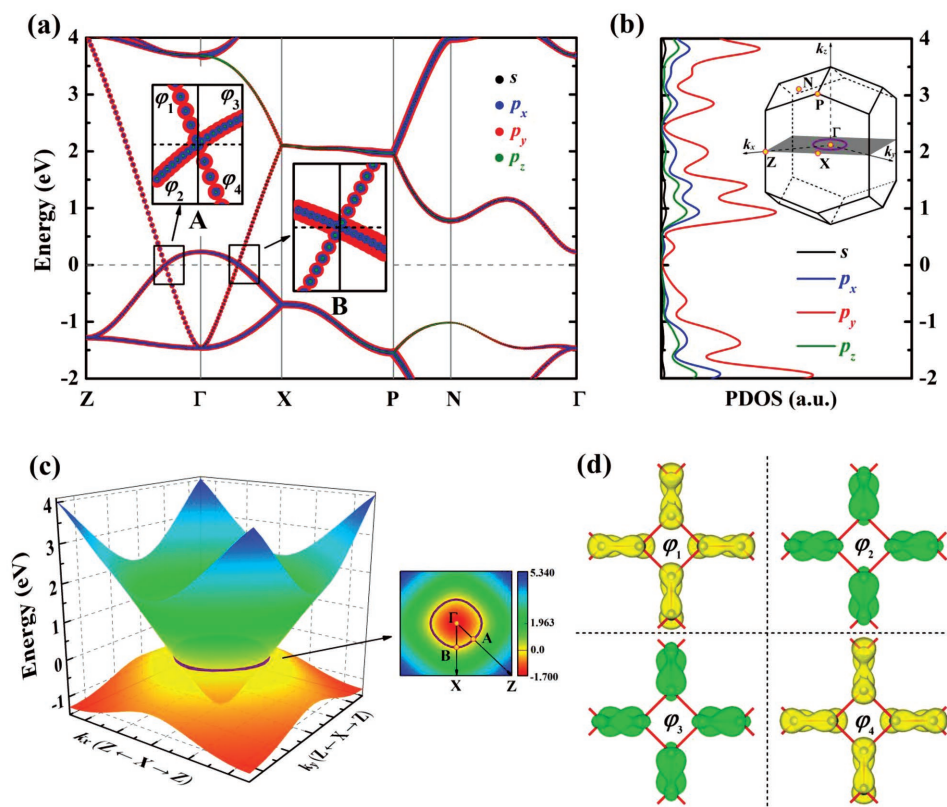 (a)
Energy (eV)
4
3
2
1
0
-1
-2
Z Γ X P N Γ
φ1 φ3
φ2 φ4
A
B
s
px
py
pz
(b)
4
3
2
1
0
-1
-2
PDOS (a.u.)
kz
N
P
Γ
kx
ky
Z
X
s
px
py
pz
(c)
Energy (eV)
4
3
2
1
0
-1
kx (Z ← X → Z)
ky (Z ← X → Z)
Γ
A
B
X
Z
5.340
1.963
0.0
-1.700
(d)
φ1
φ2
φ3
φ4